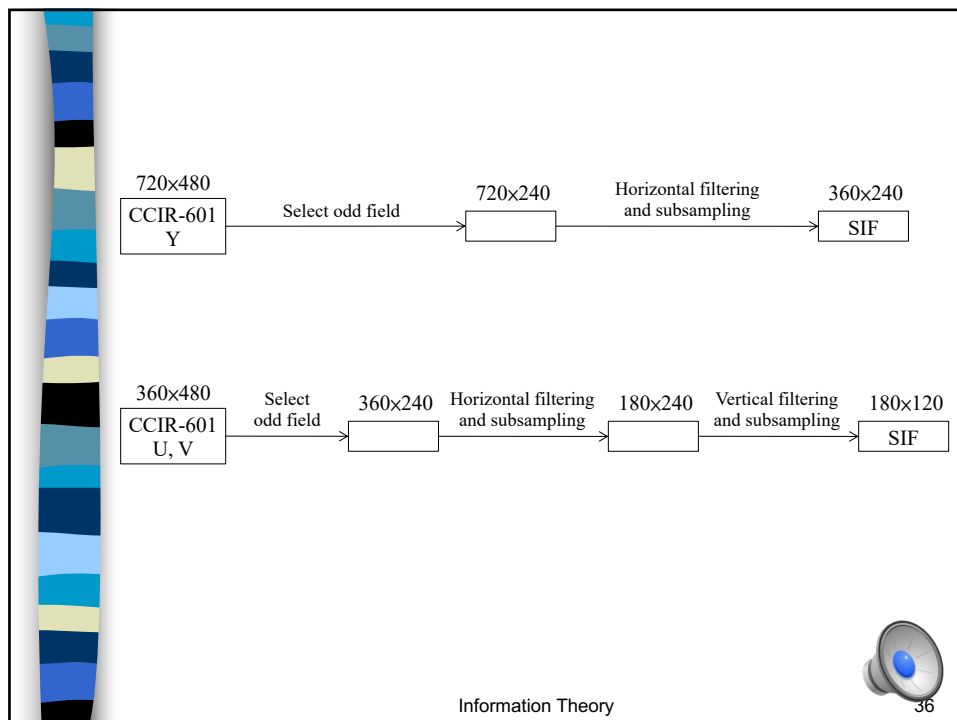 720×480
CCIR-601
Y
Select odd field
720×240
Horizontal filtering
and subsampling
360×240
SIF
360×480
CCIR-601
U, V
Select
odd field
360×240
Horizontal filtering
and subsampling
180×240
Vertical filtering
and subsampling
180×120
SIF
Information Theory
36